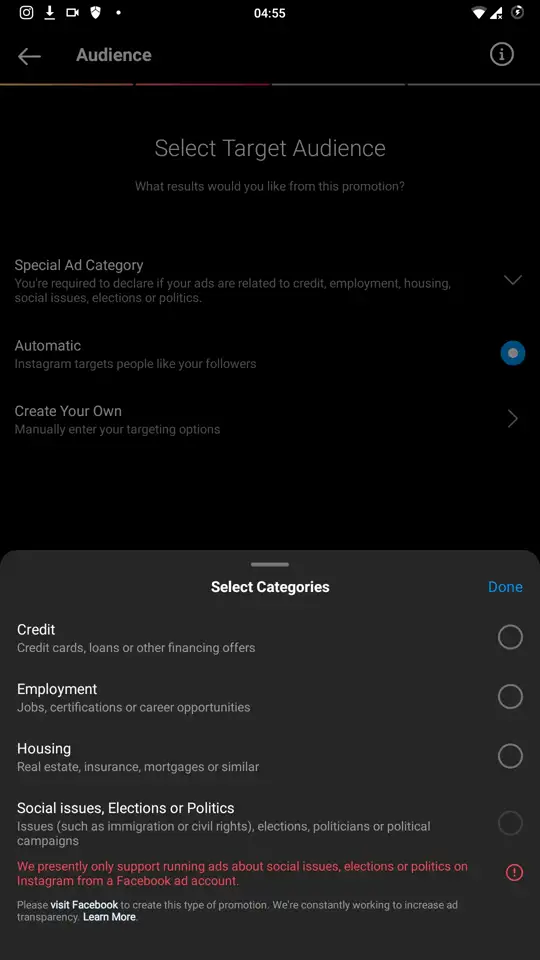 04:55
Audience
Select Target Audience
What results would you like from this promotion?
Special Ad Category
You're required to declare if your ads are related to credit, employment, housing,
social issues, elections or politics.
Automatic
Instagram targets people like your followers
Create Your Own
Manually enter your targeting options
Select Categories
Done
Credit
Credit cards, loans or other financing offers
Employment
Jobs, certifications or career opportunities
Housing
Real estate, insurance, mortgages or similar
Social issues, Elections or Politics
Issues (such as immigration or civil rights), elections, politicians or political
campaigns
We presently only support running ads about social issues, elections or politics on
Instagram from a Facebook ad account.
Please visit Facebook to create this type of promotion. We're constantly working to increase ad
transparency. Learn More.